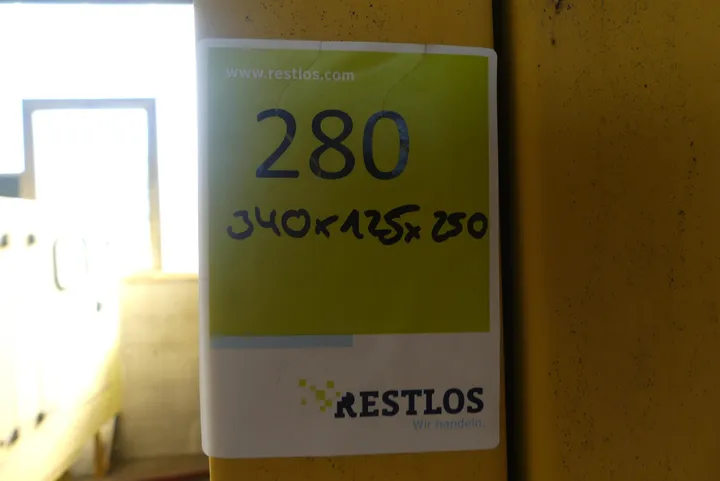 www.restlos.com
280
340x125x250
RESTLOS
Wir handeln.